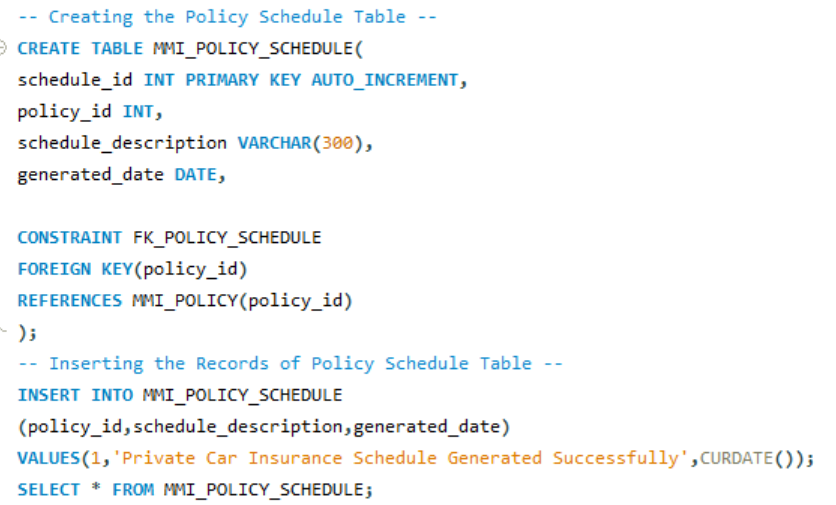 -- Creating the Policy Schedule Table --
CREATE TABLE MMI_POLICY_SCHEDULE(
schedule_id INT PRIMARY KEY AUTO_INCREMENT,
policy_id INT,
schedule_description VARCHAR(300),
generated_date DATE,
CONSTRAINT FK_POLICY_SCHEDULE
FOREIGN KEY(policy_id)
REFERENCES MMI_POLICY(policy_id)
);
-- Inserting the Records of Policy Schedule Table --
INSERT INTO MMI_POLICY_SCHEDULE
(policy_id,schedule_description,generated_date)
VALUES(1,'Private Car Insurance Schedule Generated Successfully',CURDATE());
SELECT * FROM MMI_POLICY_SCHEDULE;